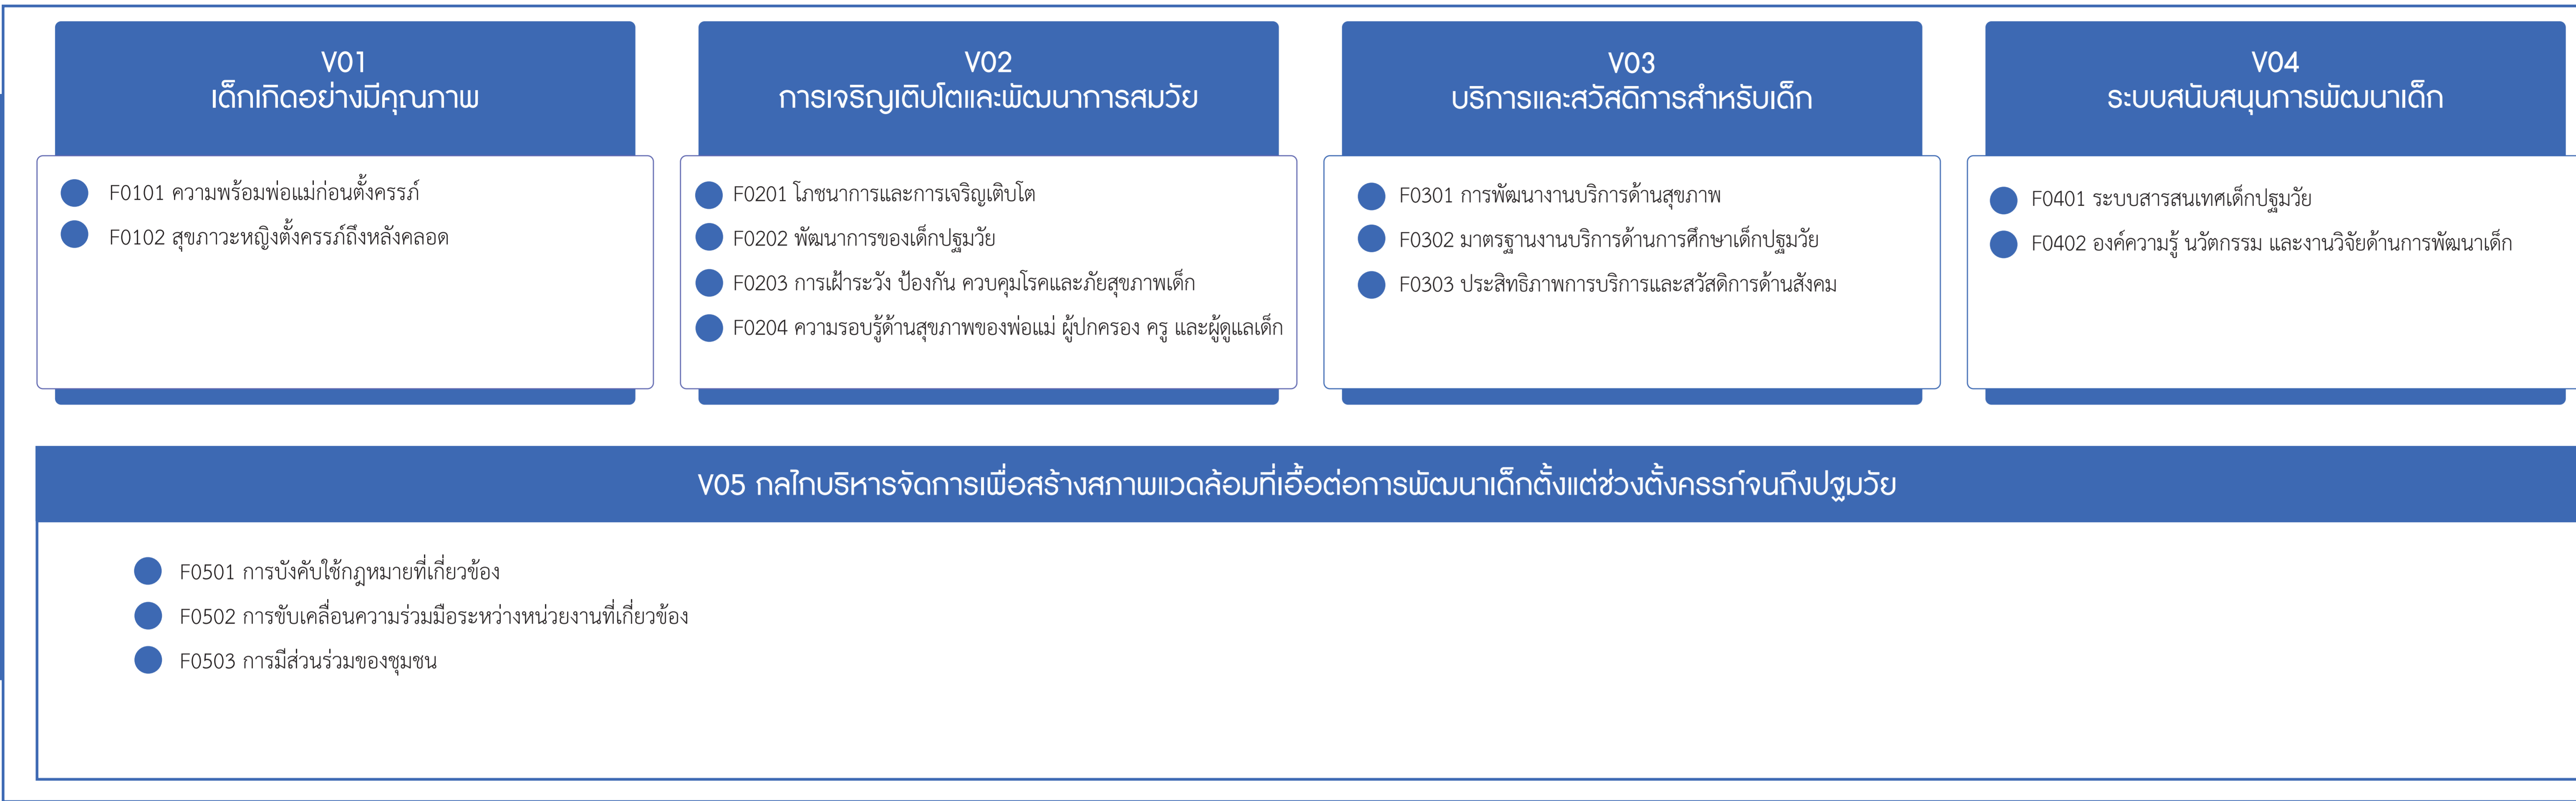 V01
เด็กเกิดอย่างมีคุณภาพ
F0101 ความพร้อมพ่อแม่ก่อนตั้งครรภ์
F0102 สุขภาวะหญิงตั้งครรภ์ถึงหลังคลอด
V02
การเจริญเติบโตและพัฒนาการสมวัย
F0201 โภชนาการและการเจริญเติบโต
F0202 พัฒนาการของเด็กปฐมวัย
F0203 การเฝ้าระวัง ป้องกัน ควบคุมโรคและภัยสุขภาพเด็ก
F0204 ความรอบรู้ด้านสุขภาพของพ่อแม่ ผู้ปกครอง ครู และผู้ดูแลเด็ก
V03
บริการและสวัสดิการสำหรับเด็ก
F0301 การพัฒนางานบริการด้านสุขภาพ
F0302 มาตรฐานงานบริการด้านการศึกษาเด็กปฐมวัย
F0303 ประสิทธิภาพการบริการและสวัสดิการด้านสังคม
V04
ระบบสนับสนุนการพัฒนาเด็ก
F0401 ระบบสารสนเทศเด็กปฐมวัย
F0402 องค์ความรู้ นวัตกรรม และงานวิจัยด้านการพัฒนาเด็ก
V05 กลไกบริหารจัดการเพื่อสร้างสภาพแวดล้อมที่เอื้อต่อการพัฒนาเด็กตั้งแต่ช่วงตั้งครรภ์จนถึงปฐมวัย
F0501 การบังคับใช้กฎหมายที่เกี่ยวข้อง
F0502 การขับเคลื่อนความร่วมมือระหว่างหน่วยงานที่เกี่ยวข้อง
F0503 การมีส่วนร่วมของชุมชน